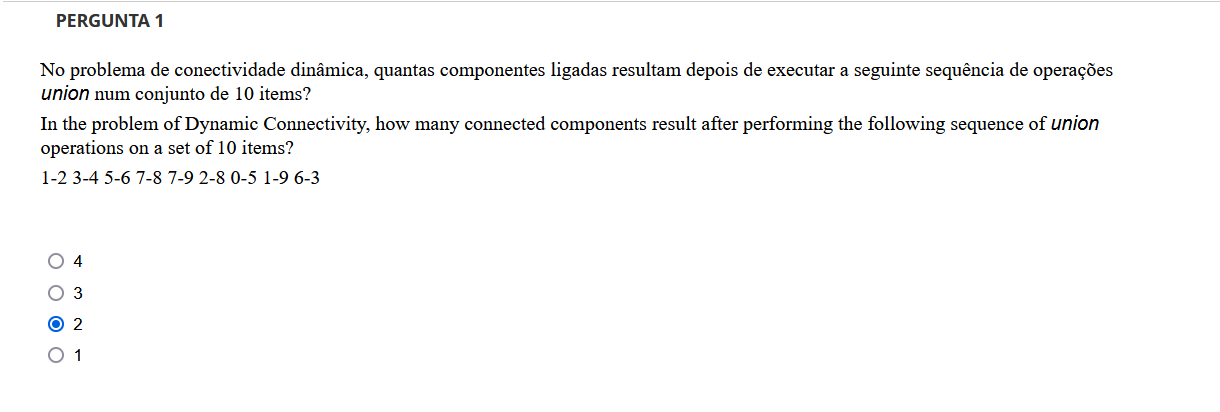 PERGUNTA 1
No problema de conectividade dinâmica, quantas componentes ligadas resultam depois de executar a seguinte sequência de operações
union num conjunto de 10 items?
In the problem of Dynamic Connectivity, how many connected components result after performing the following sequence of union
operations on a set of 10 items?
1-2 3-4 5-6 7-8 7-9 2-8 0-5 1-9 6-3
4
3
2
1